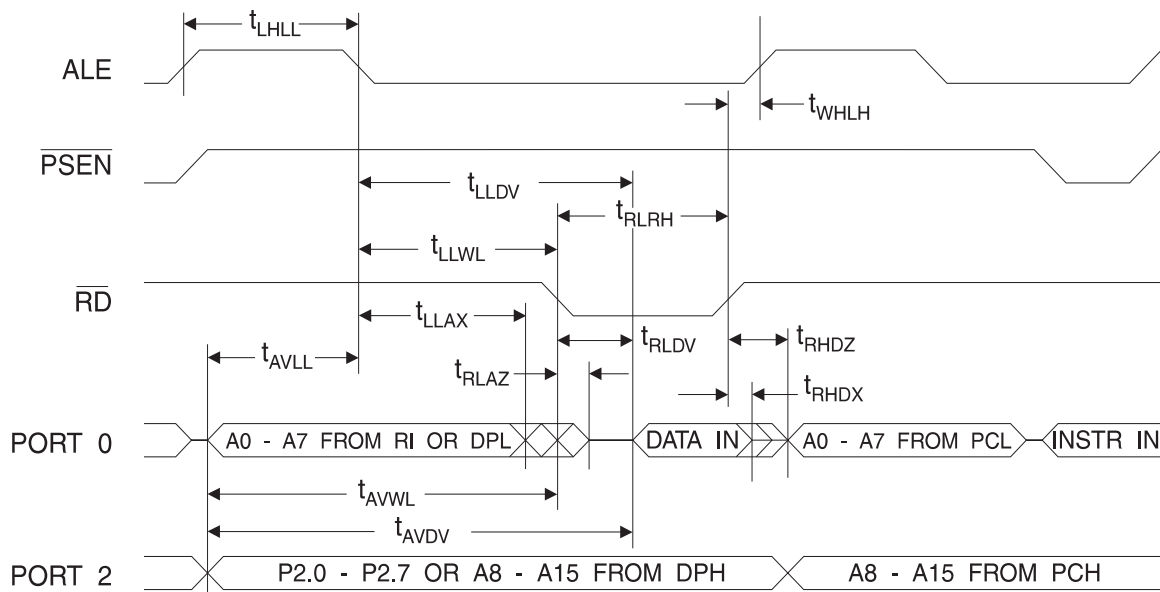 tLHLL
ALE
tWHLH
PSEN
tLLDV
tRLRH
tLLWL
RD
tLLAX
tRLDV
tRHDZ
tAVLL
tRLAZ
tRHDX
PORT 0
A0 - A7 FROM RI OR DPL
DATA IN
A0 - A7 FROM PCL
INSTR IN
tAVWL
tAVDV
PORT 2
P2.0 - P2.7 OR A8 - A15 FROM DPH
A8 - A15 FROM PCH